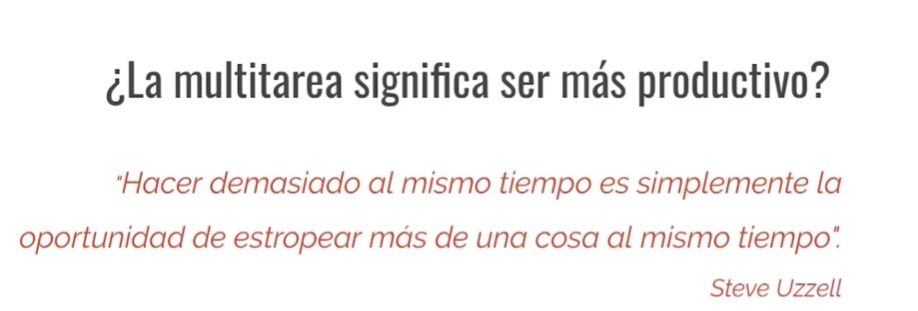 ¿La multitarea significa ser más productivo?
"Hacer demasiado al mismo tiempo es simplemente la
oportunidad de estropear más de una cosa al mismo tiempo".
Steve Uzzell